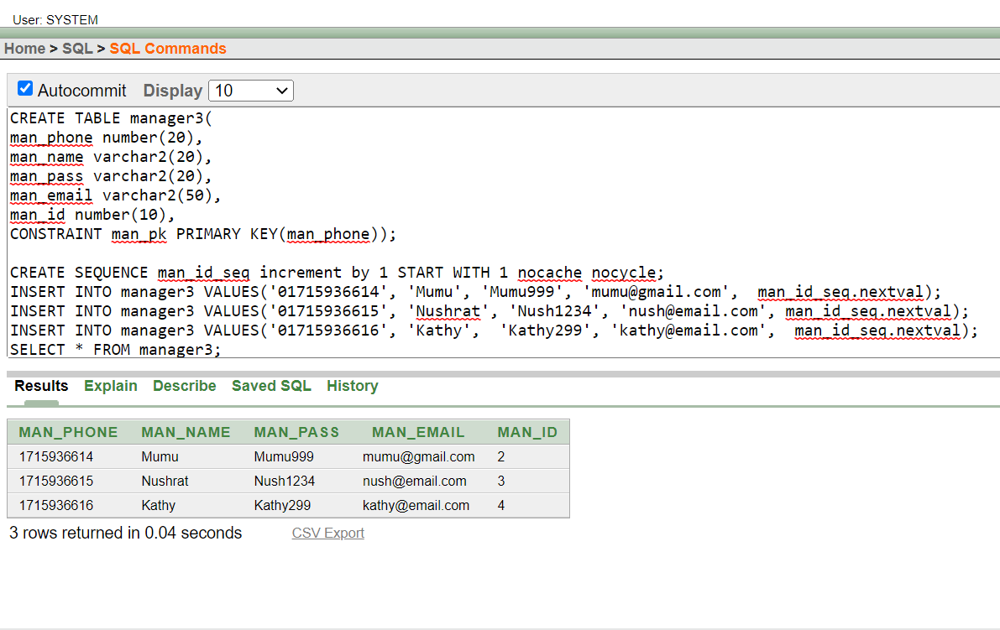 User: SYSTEM
Home > SQL > SQL Commands
Autocommit Display 10
CREATE TABLE manager3(
man_phone number(20),
man_name varchar2(20),
man_pass varchar2(20),
man_email varchar2(50),
man_id number(10),
CONSTRAINT man_pk PRIMARY KEY(man_phone));
CREATE SEQUENCE man_id_seq increment by 1 START WITH 1 nocache nocycle;
INSERT INTO manager3 VALUES('01715936614', 'Mumu', 'Mumu999', 'mumu@gmail.com',  man_id_seq.nextval);
INSERT INTO manager3 VALUES('01715936615', 'Nushrat', 'Nush1234', 'nush@email.com', man_id_seq.nextval);
INSERT INTO manager3 VALUES('01715936616', 'Kathy',  'Kathy299', 'kathy@email.com',  man_id_seq.nextval);
SELECT * FROM manager3;
Results Explain Describe Saved SQL History
MAN_PHONE MAN_NAME MAN_PASS MAN_EMAIL MAN_ID
1715936614 Mumu Mumu999 mumu@gmail.com 2
1715936615 Nushrat Nush1234 nush@email.com 3
1715936616 Kathy Kathy299 kathy@email.com 4
3 rows returned in 0.04 seconds CSV Export